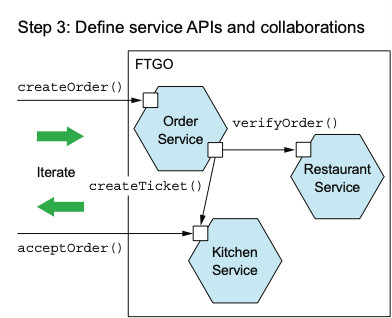 Step 3: Define service APIs and collaborations
FTGO
createOrder()
Order
Service
verifyOrder()
Iterate
Restaurant
Service
createTicket()
acceptOrder()
Kitchen
Service